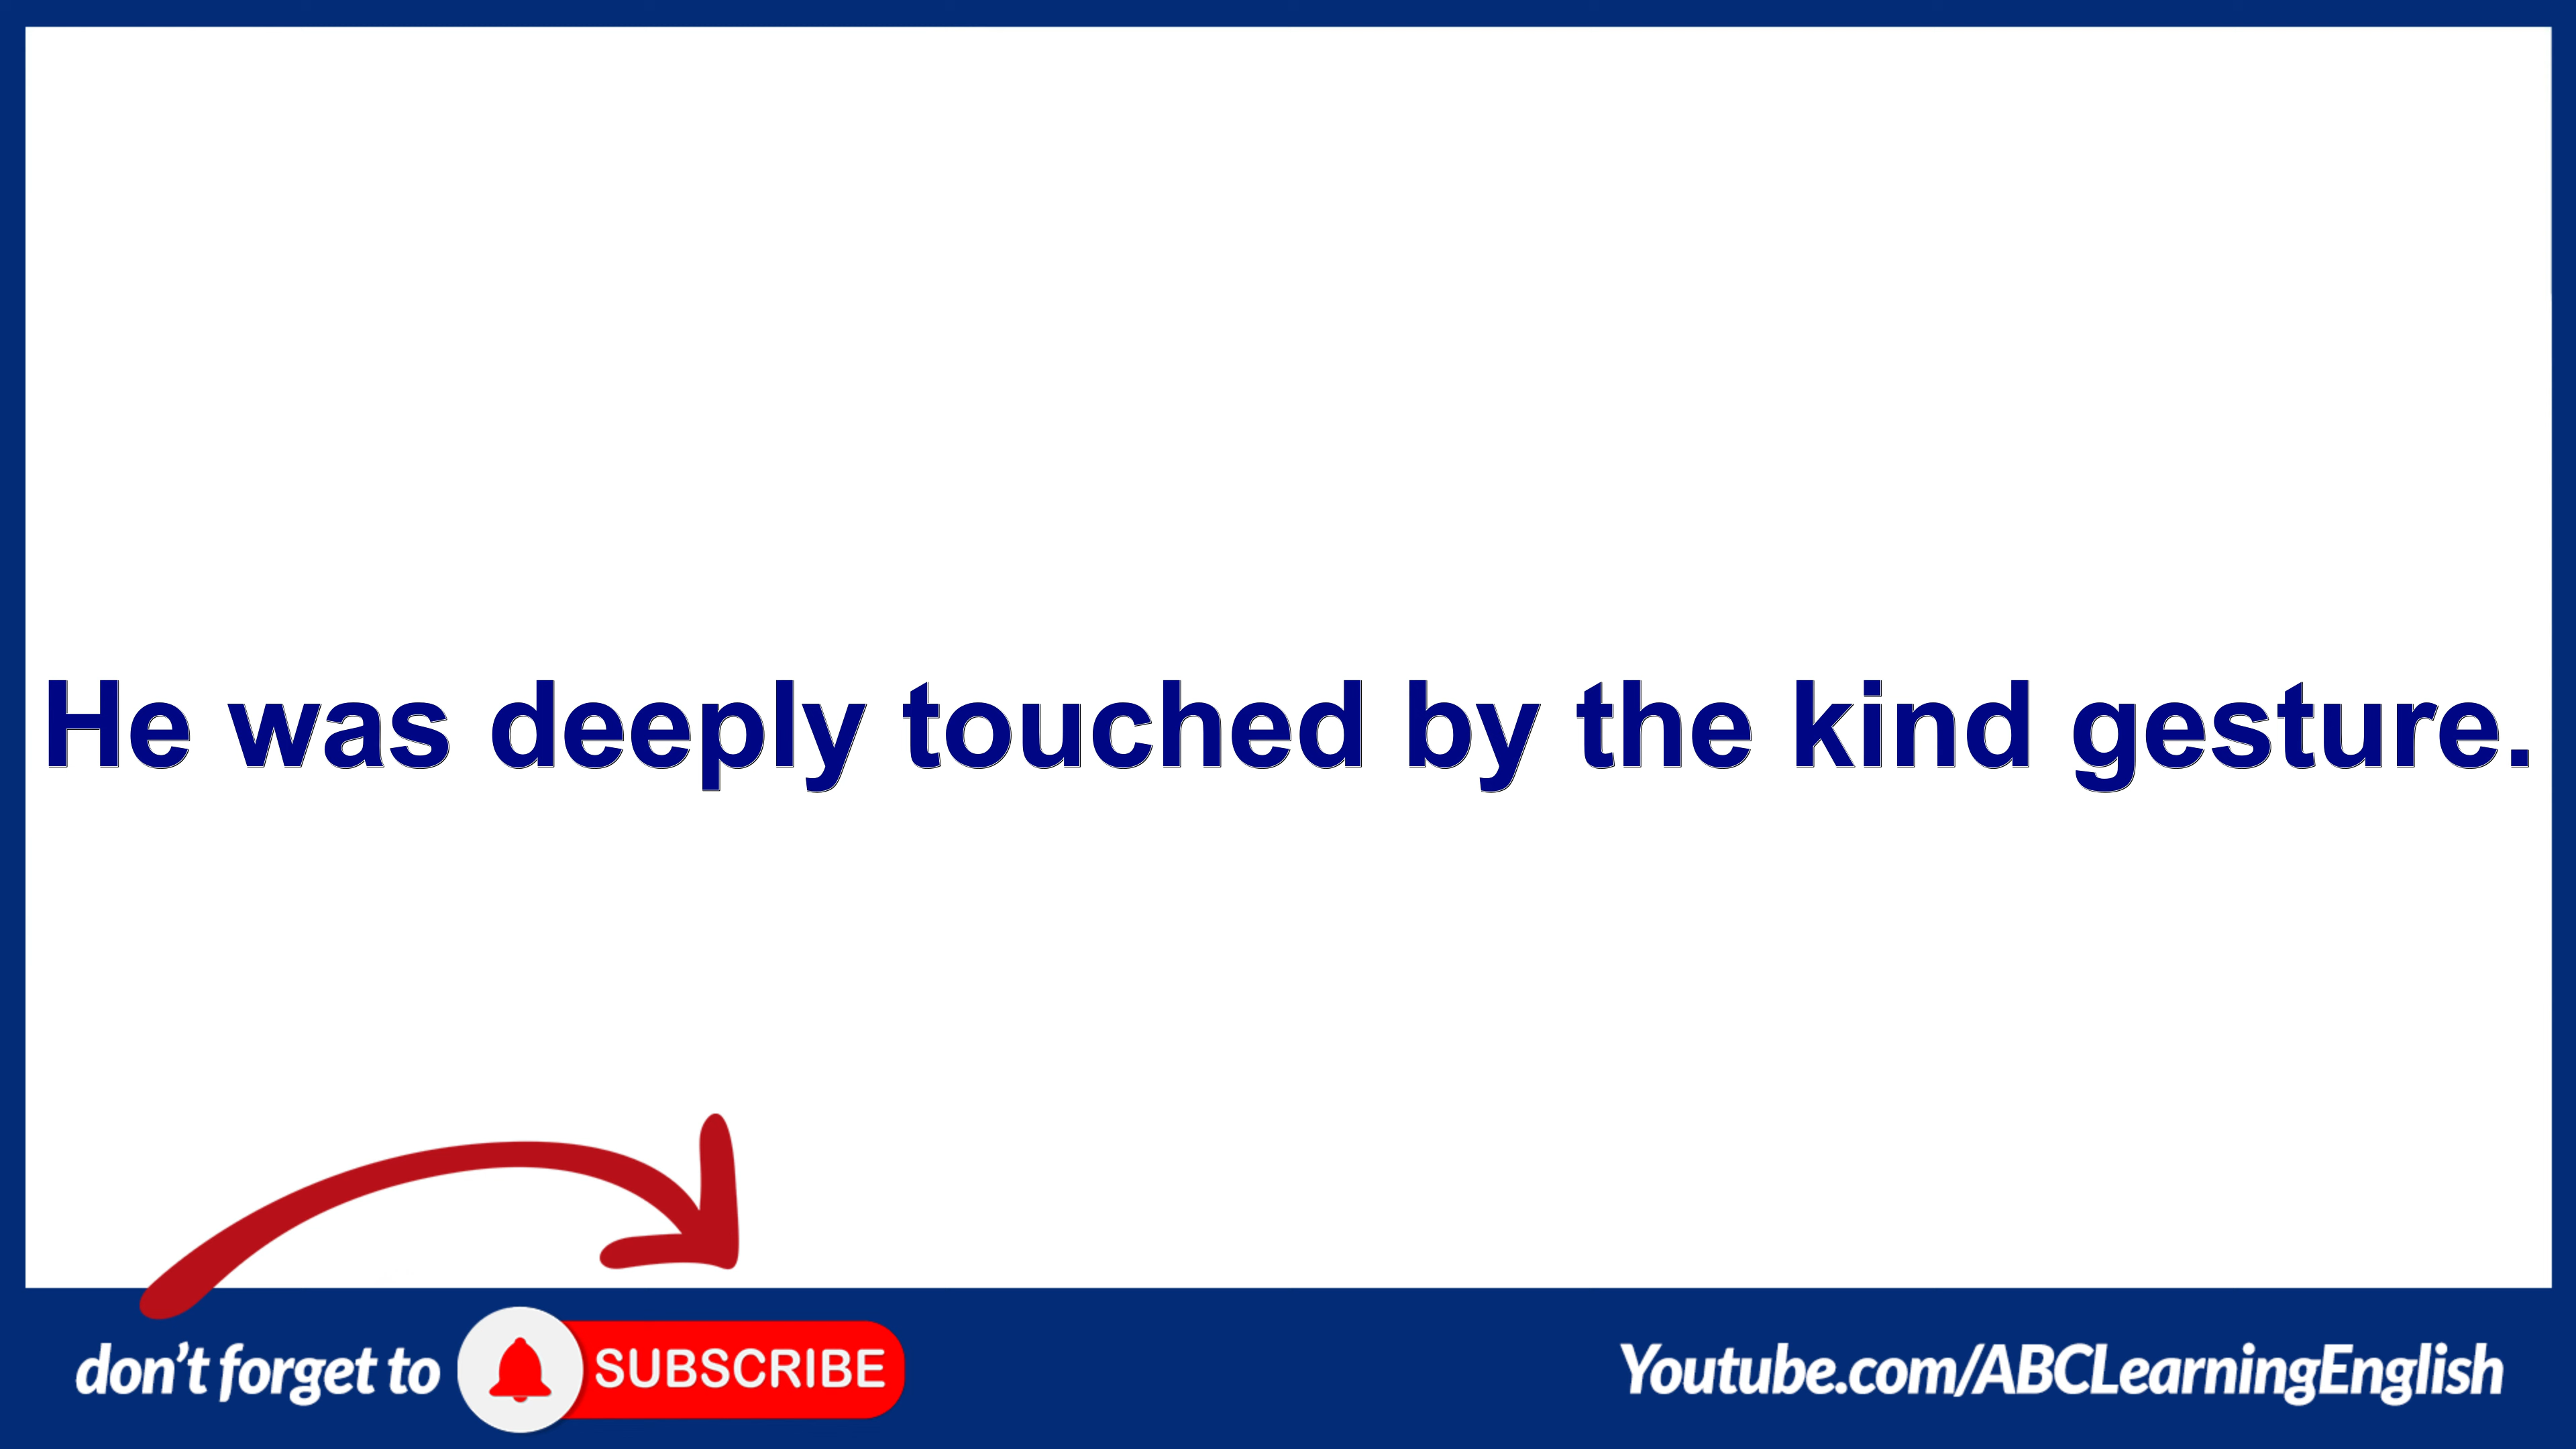 He was deeply touched by the kind gesture.
don't forget to SUBSCRIBE
Youtube.com/ABCLearningEnglish